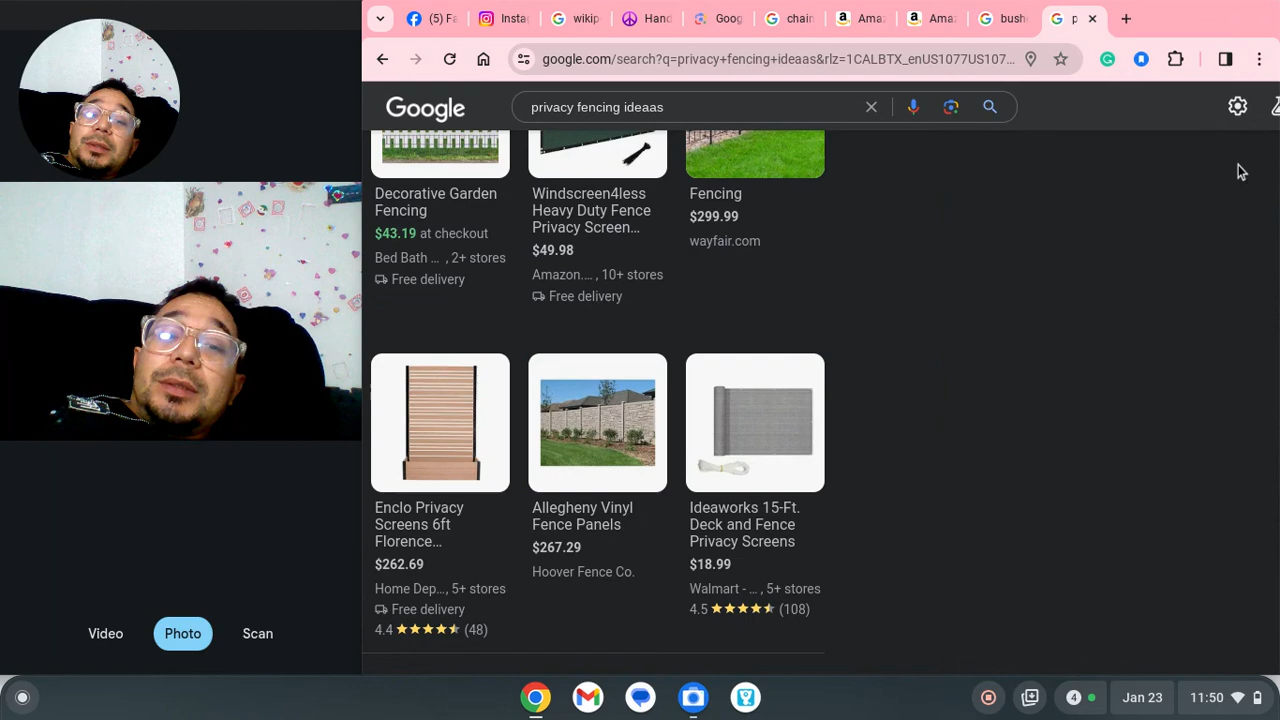 (5) Fa
Insta
wikip
Hand
Goog
chain
Ama
Ama
bush
p
google.com/search?q=privacy+fencing+ideaas&rlz=1CALBTX_enUS1077US107...
Google
privacy fencing ideaas
Decorative Garden
Fencing
$43.19 at checkout
Bed Bath ... , 2+ stores
Free delivery
Windscreen4less
Heavy Duty Fence
Privacy Screen...
$49.98
Amazon.... , 10+ stores
Free delivery
Fencing
$299.99
wayfair.com
Enclo Privacy
Screens 6ft
Florence...
$262.69
Home Dep... , 5+ stores
Free delivery
4.4 (48)
Allegheny Vinyl
Fence Panels
$267.29
Hoover Fence Co.
Ideaworks 15-Ft.
Deck and Fence
Privacy Screens
$18.99
Walmart - ... , 5+ stores
4.5 (108)
Video
Photo
Scan
4
Jan 23
11:50